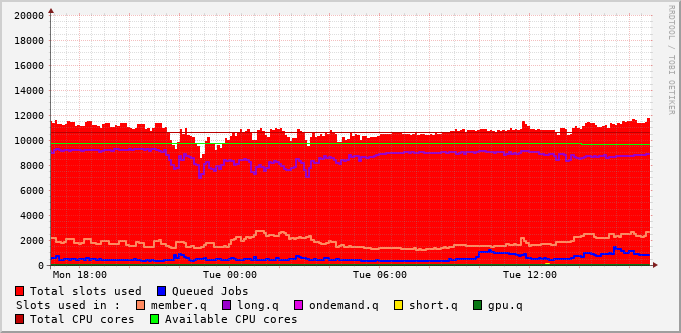 20000
18000
16000
14000
12000
10000
8000
6000
4000
2000
0
Mon 18:00 Tue 00:00 Tue 06:00 Tue 12:00
RRDTOOL / TOBI OETIKER
Total slots used Queued Jobs
Slots used in : member.q long.q ondemand.q short.q gpu.q
Total CPU cores Available CPU cores